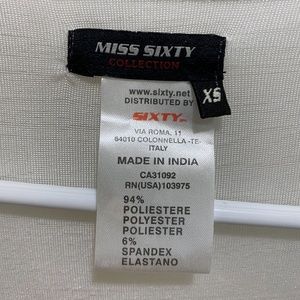 MISS SIXTY
COLLECTION
XS
www.sixty.net
DISTRIBUTED BY
SIXTY
VIA ROMA, 11
64010 COLONNELLA -TE-
ITALY
MADE IN INDIA
CA31092
RN(USA)103975
94%
POLIESTERE
POLYESTER
POLIESTER
6%
SPANDEX
ELASTANO